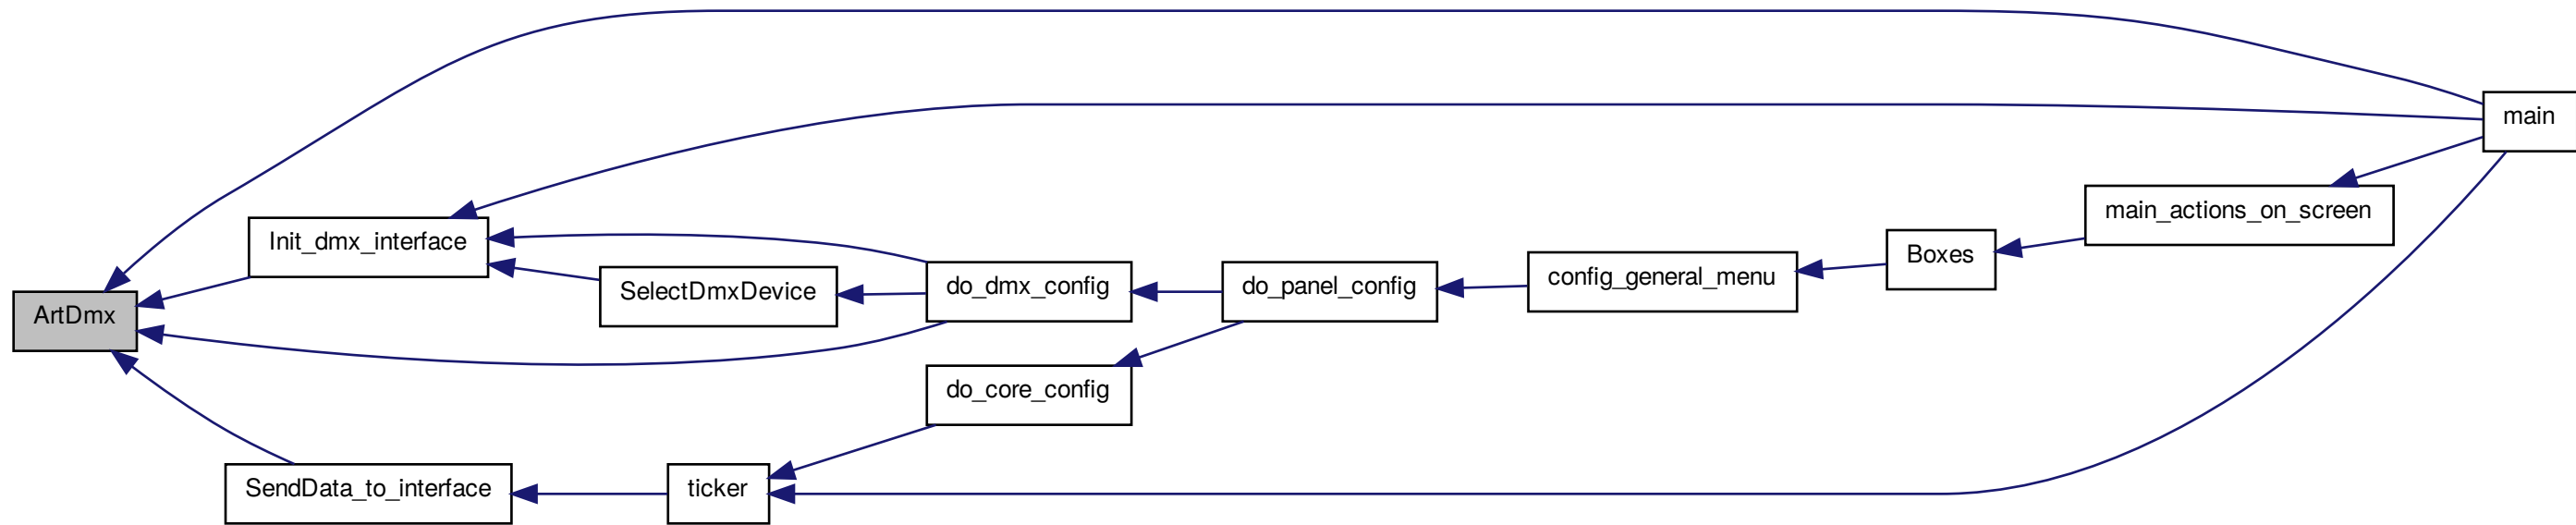 main
main_actions_on_screen
Init_dmx_interface
Boxes
config_general_menu
SelectDmxDevice
do_dmx_config
do_panel_config
ArtDmx
do_core_config
SendData_to_interface
ticker